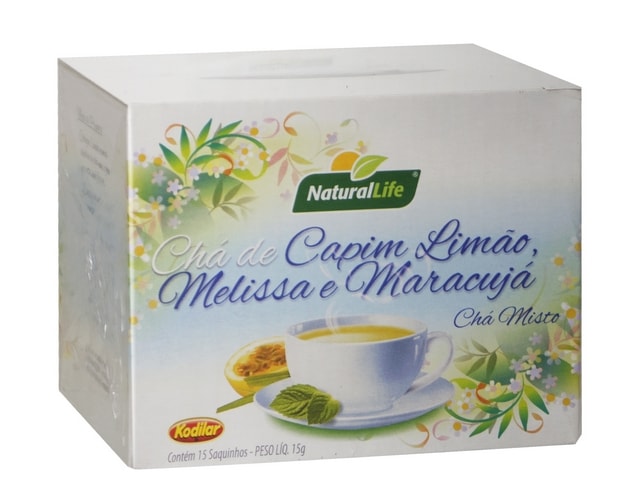 NaturalLife®
Chá de Capim Limão,
Melissa e Maracujá
Chá Misto
Kodilar
Contém 15 Saquinhos - PESO LÍQ. 15g